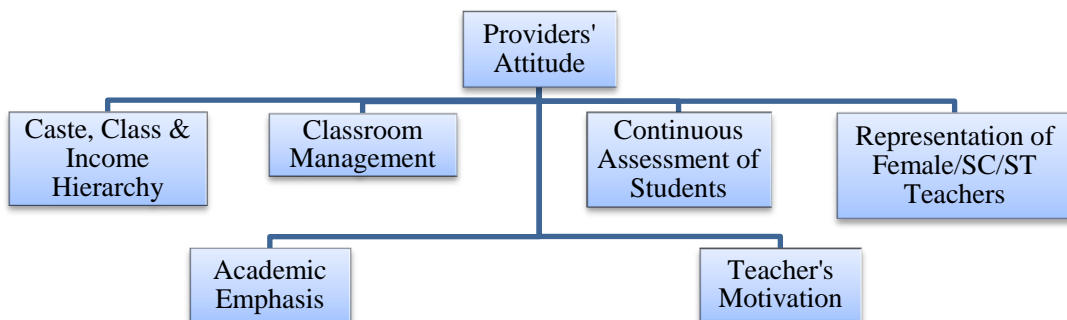 Providers'
Attitude
Caste, Class &
Income
Hierarchy
Classroom
Management
Continuous
Assessment of
Students
Representation of
Female/SC/ST
Teachers
Academic
Emphasis
Teacher's
Motivation